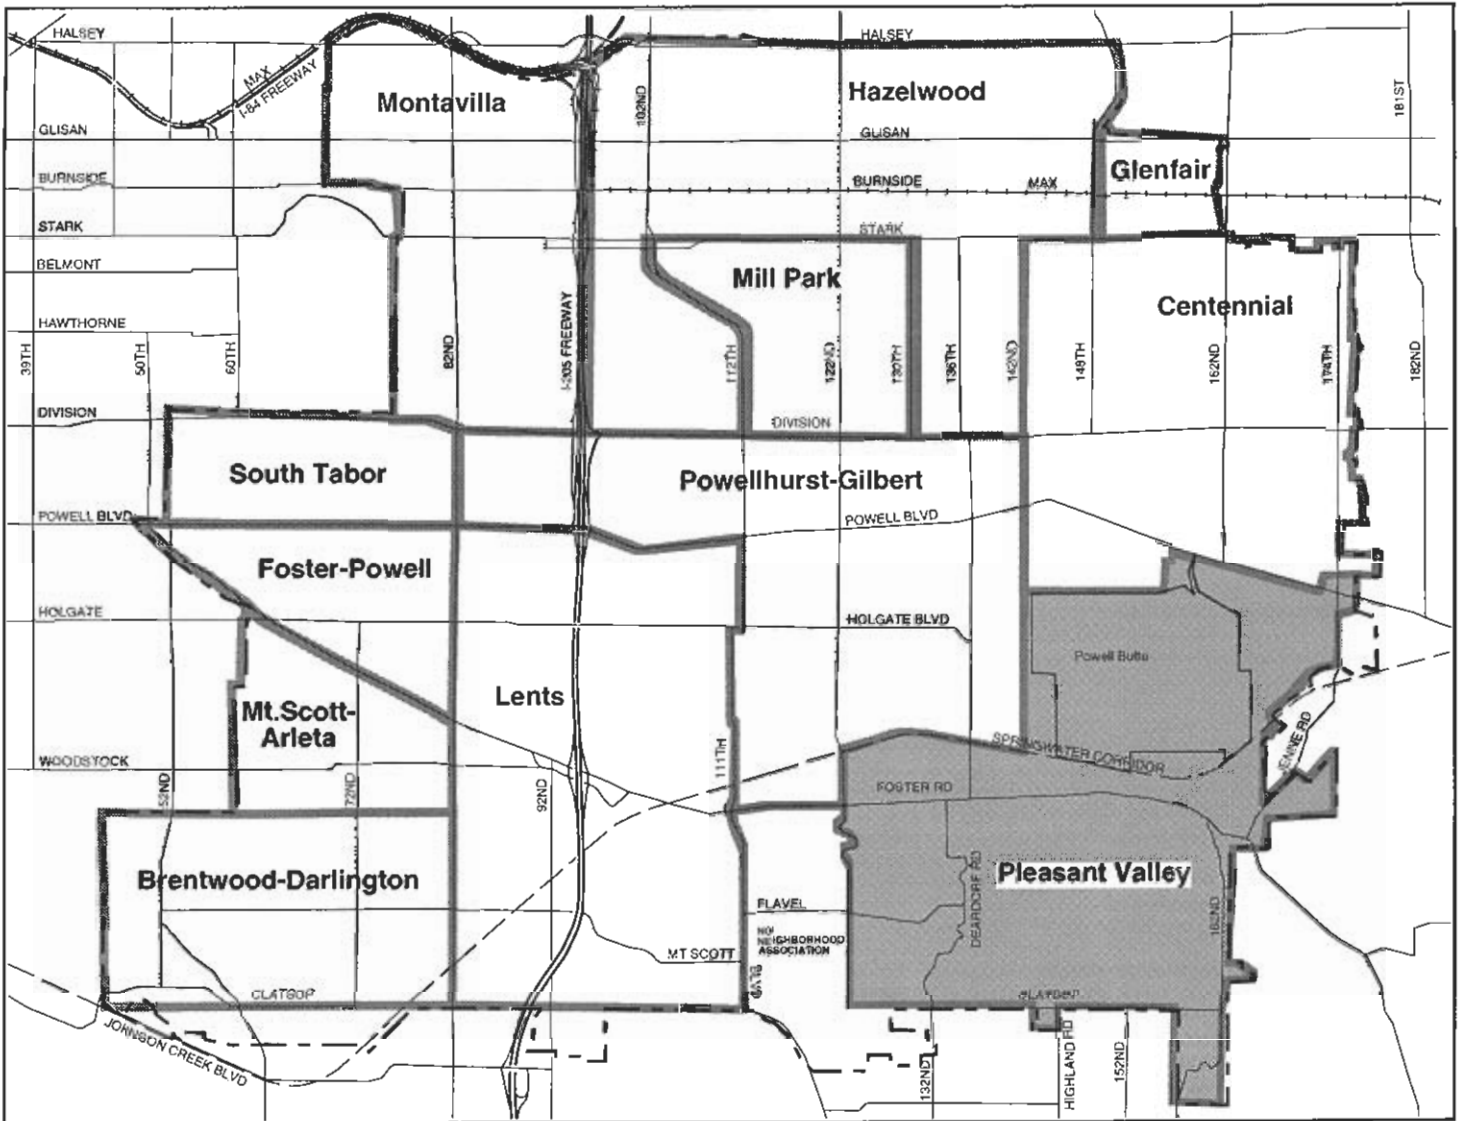 HALSEY
HALSEY
MAX
I-84 FREEWAY
Montavilla
102ND
Hazelwood
181ST
GLISAN
GLISAN
BURNSIDE
BURNSIDE
MAX
Glenfair
STARK
STARK
BELMONT
Mill Park
Centennial
HAWTHORNE
39TH
50TH
60TH
82ND
I-205 FREEWAY
112TH
122ND
130TH
136TH
142ND
148TH
162ND
174TH
182ND
DIVISION
DIVISION
South Tabor
Powellhurst-Gilbert
POWELL BLVD
POWELL BLVD
Foster-Powell
HOLGATE
HOLGATE BLVD
Powell Butte
Lents
Mt.Scott-
Arleta
SPRINGWATER CORRIDOR
JENNE RD
WOODSTOCK
52ND
72ND
92ND
111TH
FOSTER RD
Brentwood-Darlington
Pleasant Valley
DEARDORF RD
162ND
FLAVEL
NO
NEIGHBORHOOD
ASSOCIATION
MT SCOTT
CLATSOP
CLATSOP
JOHNSON CREEK BLVD
132ND
HIGHLAND RD
152ND